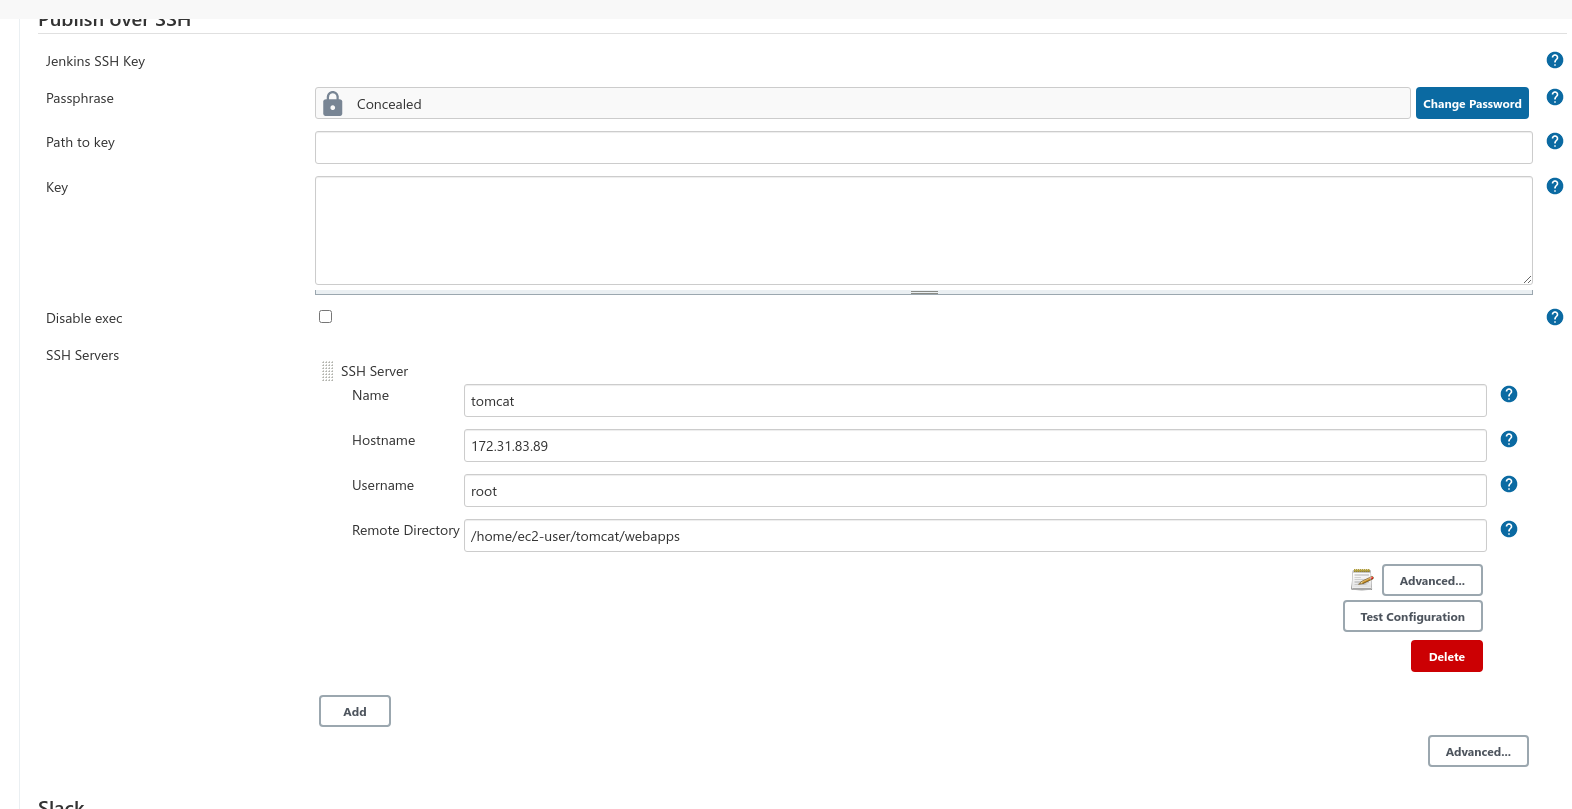 Publish over SSH
Jenkins SSH Key
Passphrase
Concealed
Change Password
Path to key
Key
Disable exec
SSH Servers
SSH Server
Name
tomcat
Hostname
172.31.83.89
Username
root
Remote Directory
/home/ec2-user/tomcat/webapps
Advanced...
Test Configuration
Delete
Add
Advanced...
Slack